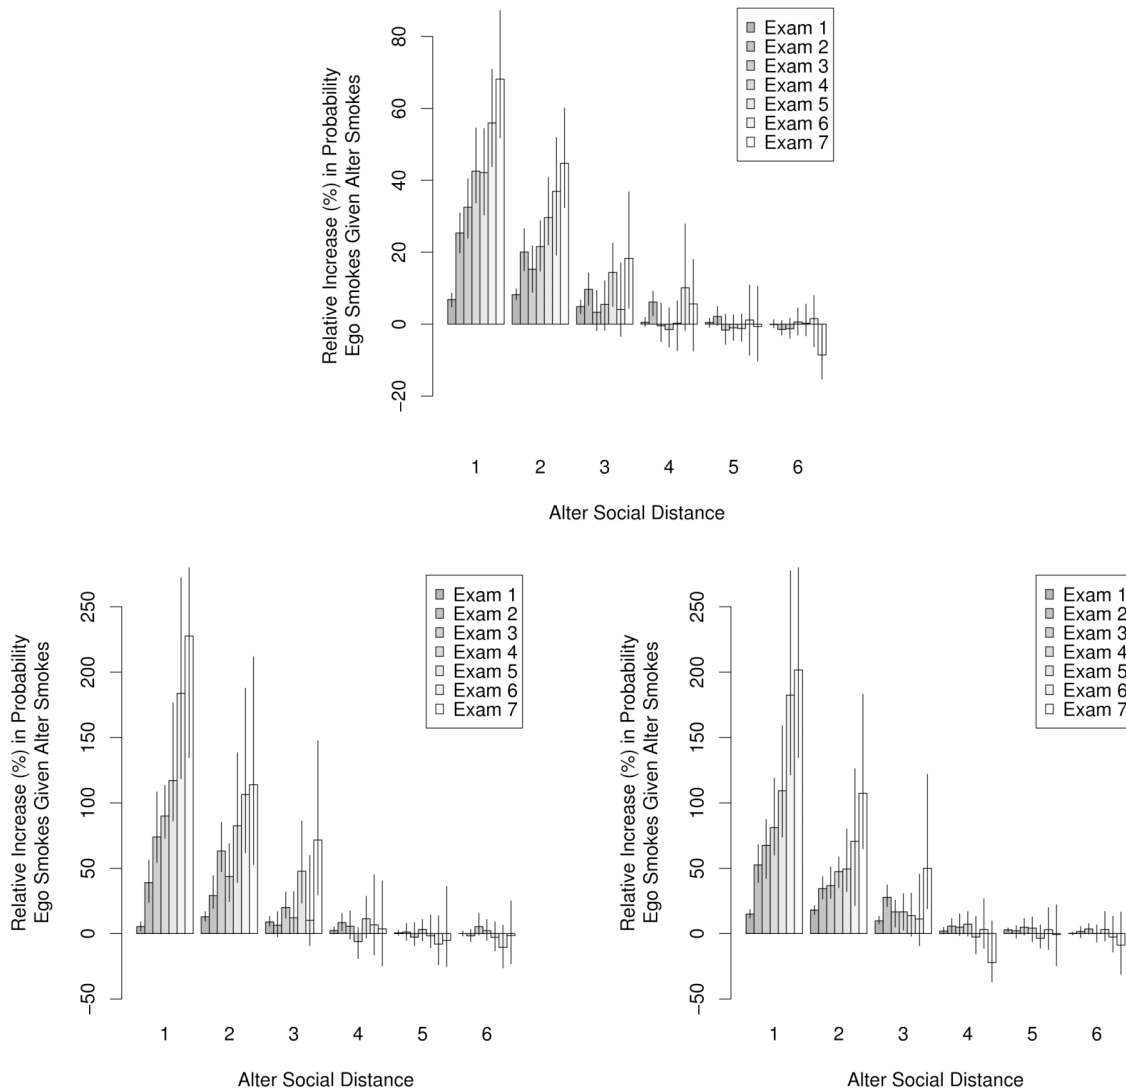 80
60
40
20
0
−20
Relative Increase (%) in Probability
Ego Smokes Given Alter Smokes
Exam 1
Exam 2
Exam 3
Exam 4
Exam 5
Exam 6
Exam 7
1 2 3 4 5 6
Alter Social Distance
250
200
150
100
50
0
−50
Relative Increase (%) in Probability
Ego Smokes Given Alter Smokes
Exam 1
Exam 2
Exam 3
Exam 4
Exam 5
Exam 6
Exam 7
1 2 3 4 5 6
Alter Social Distance
250
200
150
100
50
0
−50
Relative Increase (%) in Probability
Ego Smokes Given Alter Smokes
Exam 1
Exam 2
Exam 3
Exam 4
Exam 5
Exam 6
Exam 7
1 2 3 4 5 6
Alter Social Distance